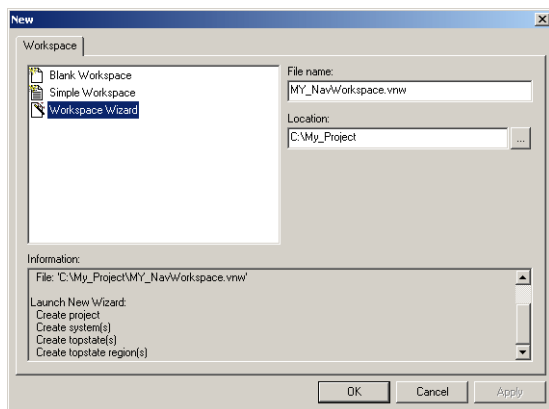 New
Workspace
Blank Workspace
Simple Workspace
Workspace Wizard
File name:
MY_NavWorkspace.vnw
Location:
C:\My_Project
...
Information:
File: 'C:\My_Project\MY_NavWorkspace.vnw'
Launch New Wizard:
Create project
Create system(s)
Create topstate(s)
Create topstate region(s)
OK
Cancel
Apply